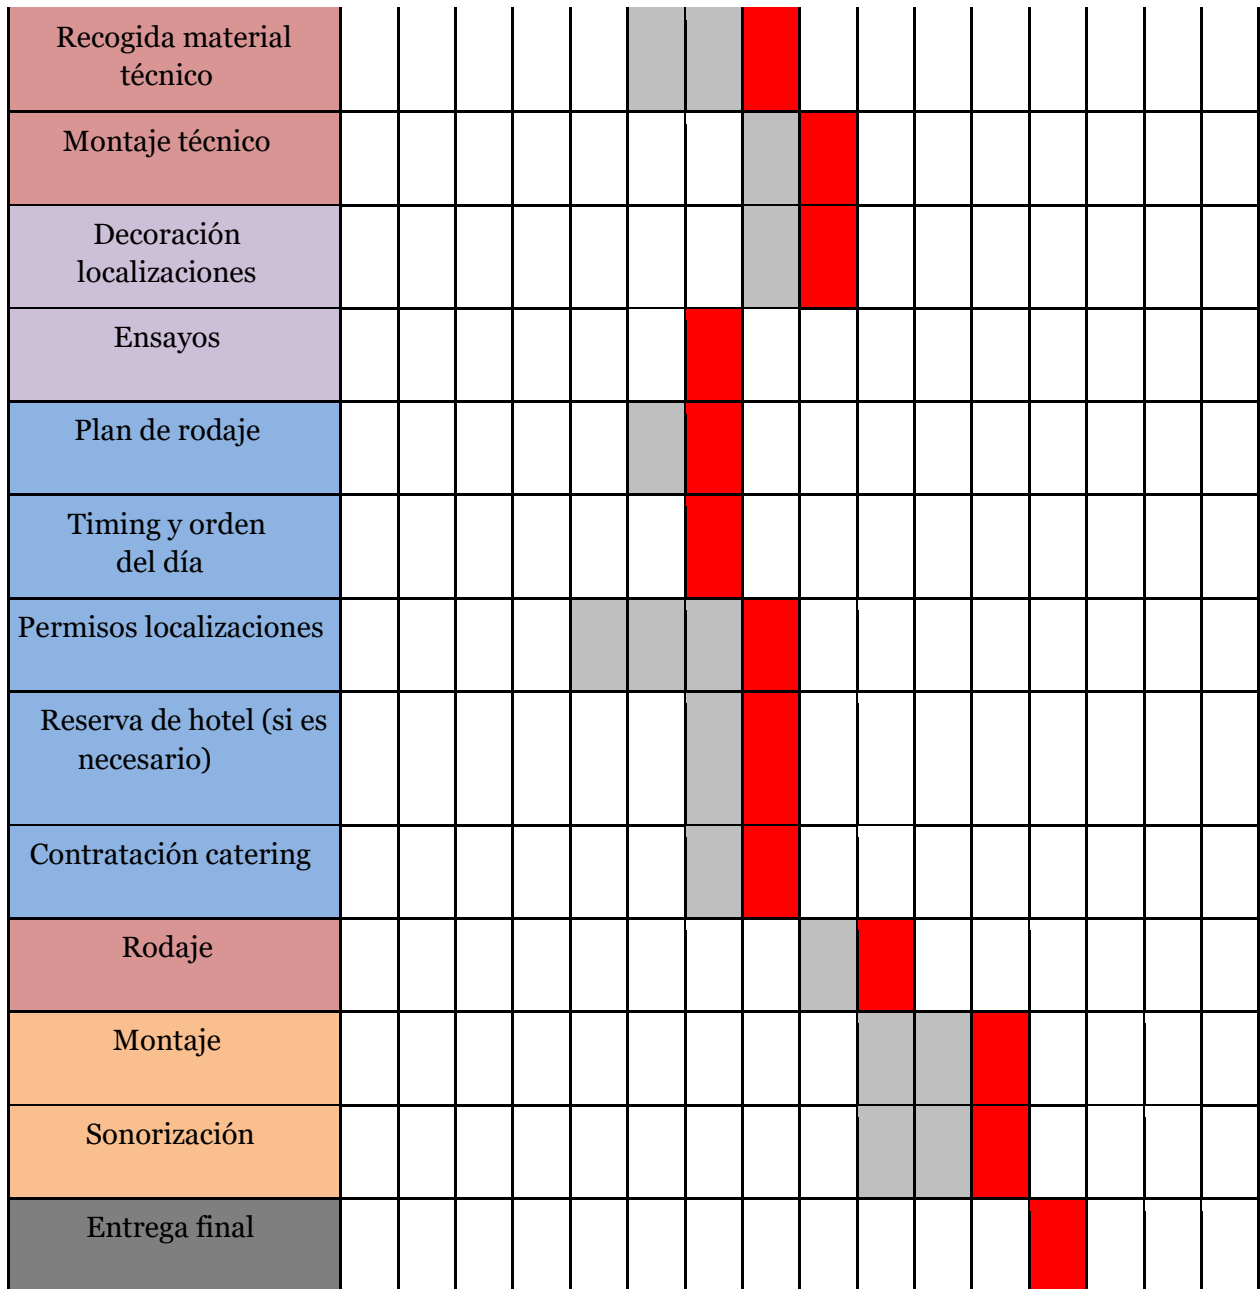 Recogida material
técnico
Montaje técnico
Decoración
localizaciones
Ensayos
Plan de rodaje
Timing y orden
del día
Permisos localizaciones
Reserva de hotel (si es
necesario)
Contratación catering
Rodaje
Montaje
Sonorización
Entrega final